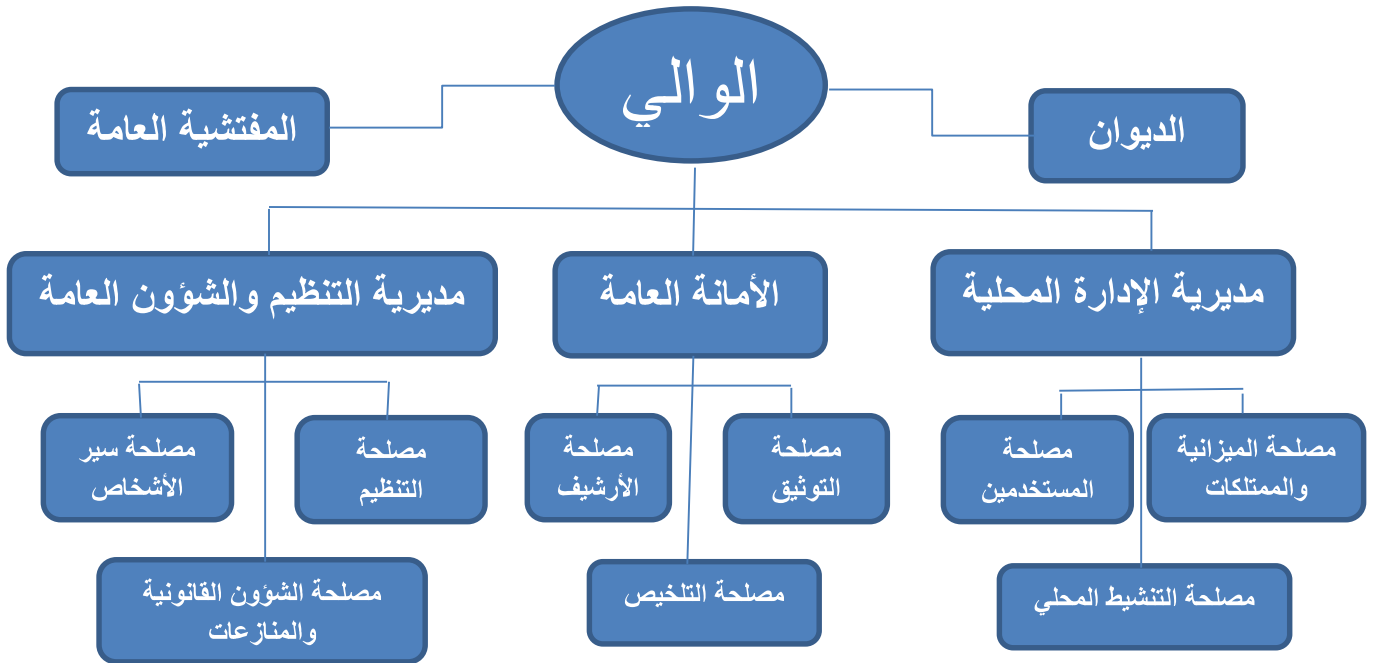 الوالي
الديوان
المفتشية العامة
مديرية الإدارة المحلية
الأمانة العامة
مديرية التنظيم والشؤون العامة
مصلحة الميزانية
والممتلكات
مصلحة
المستخدمين
مصلحة
التوثيق
مصلحة
الأرشيف
مصلحة
التنظيم
مصلحة سير
الأشخاص
مصلحة التنشيط المحلي
مصلحة التلخيص
مصلحة الشؤون القانونية
والمنازعات